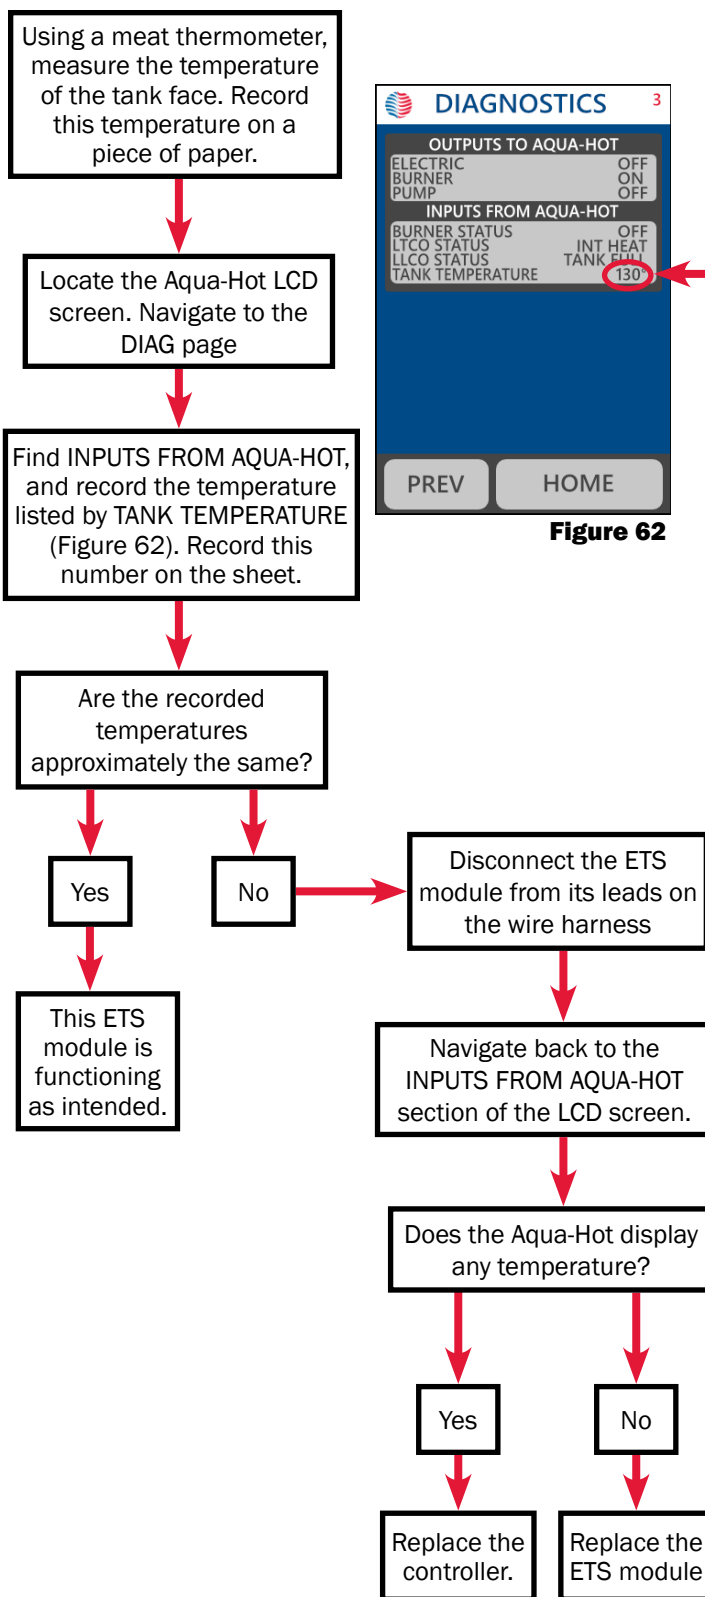 Using a meat thermometer,
measure the temperature
of the tank face. Record
this temperature on a
piece of paper.
Locate the Aqua-Hot LCD
screen. Navigate to the
DIAG page
Find INPUTS FROM AQUA-HOT,
and record the temperature
listed by TANK TEMPERATURE
(Figure 62). Record this
number on the sheet.
DIAGNOSTICS 3
OUTPUTS TO AQUA-HOT
ELECTRIC OFF
BURNER ON
PUMP OFF
INPUTS FROM AQUA-HOT
BURNER STATUS OFF
LTCO STATUS INT HEAT
LLCO STATUS TANK FULL
TANK TEMPERATURE 130°
PREV HOME
Figure 62
Are the recorded
temperatures
approximately the same?
Yes No
This ETS
module is
functioning
as intended.
Disconnect the ETS
module from its leads on
the wire harness
Navigate back to the
INPUTS FROM AQUA-HOT
section of the LCD screen.
Does the Aqua-Hot display
any temperature?
Yes No
Replace the
controller.
Replace the
ETS module